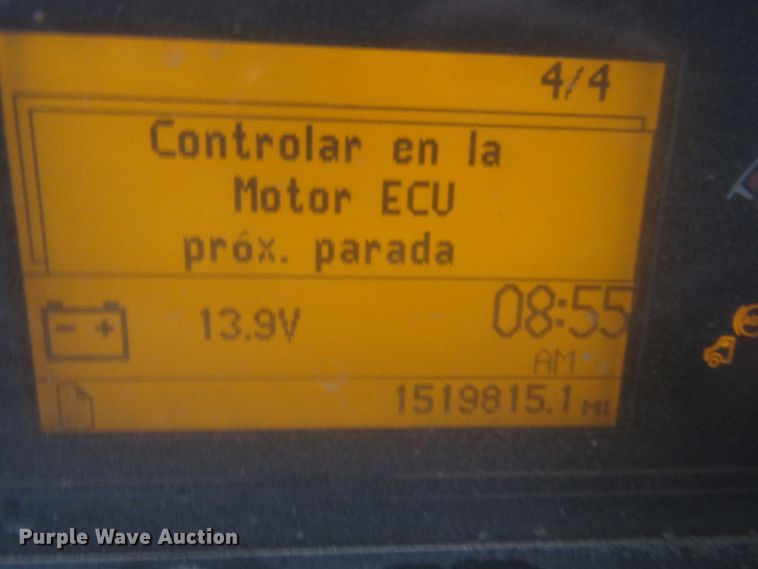 4/4
Controlar en la
Motor ECU
próx. parada
- +
13.9V
08:55
AM
1519815.1 MI
Purple Wave Auction